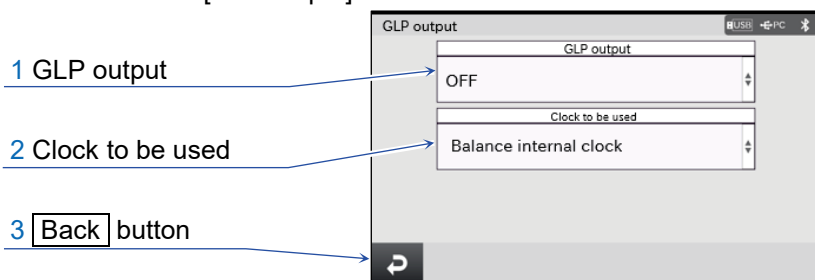 GLP output
USB PC
1 GLP output
GLP output
OFF
2 Clock to be used
Clock to be used
Balance internal clock
3 Back button